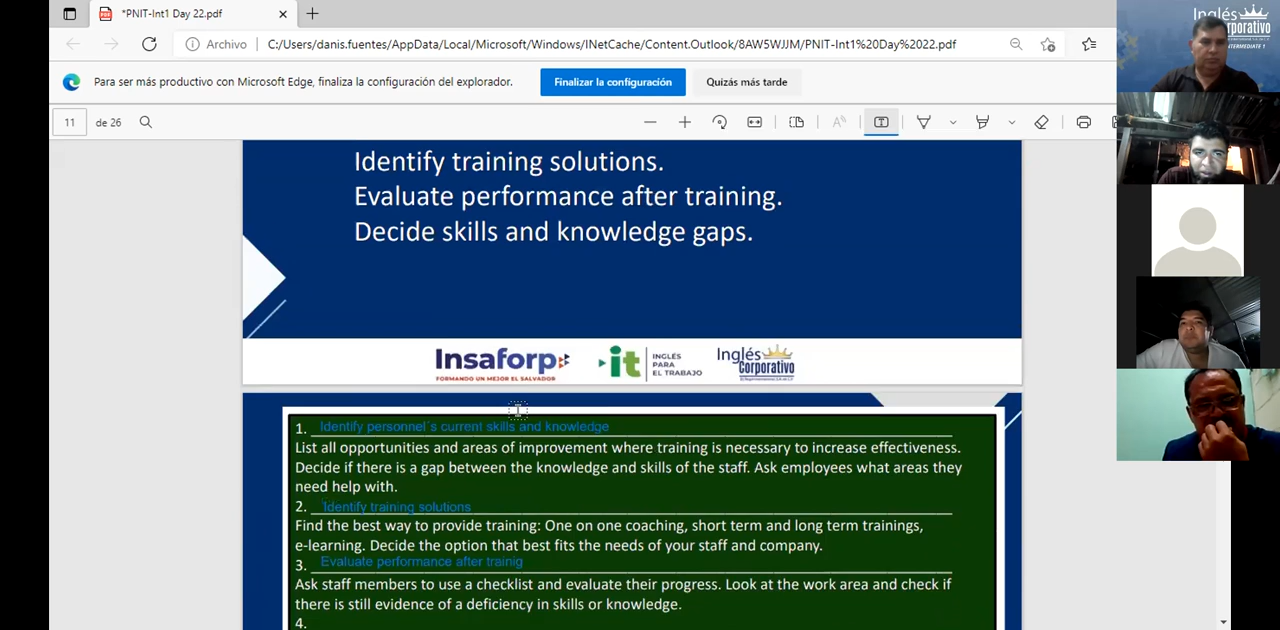 *PNIT-Int1 Day 22.pdf
Archivo
C:/Users/danis.fuentes/AppData/Local/Microsoft/Windows/INetCache/Content.Outlook/8AW5WJJM/PNIT-Int1%20Day%2022.pdf
Para ser más productivo con Microsoft Edge, finaliza la configuración del explorador.
Finalizar la configuración
Quizás más tarde
11 de 26
Identify training solutions.
Evaluate performance after training.
Decide skills and knowledge gaps.
Insaforp
FORMANDO UN MEJOR EL SALVADOR
it
INGLÉS
PARA
EL TRABAJO
Inglés
Corporativo
1. Identify personnel´s current skills and knowledge
List all opportunities and areas of improvement where training is necessary to increase effectiveness.
Decide if there is a gap between the knowledge and skills of the staff. Ask employees what areas they
need help with.
2. Identify training solutions
Find the best way to provide training: One on one coaching, short term and long term trainings,
e-learning. Decide the option that best fits the needs of your staff and company.
3. Evaluate performance after trainig
Ask staff members to use a checklist and evaluate their progress. Look at the work area and check if
there is still evidence of a deficiency in skills or knowledge.
4.
Inglés